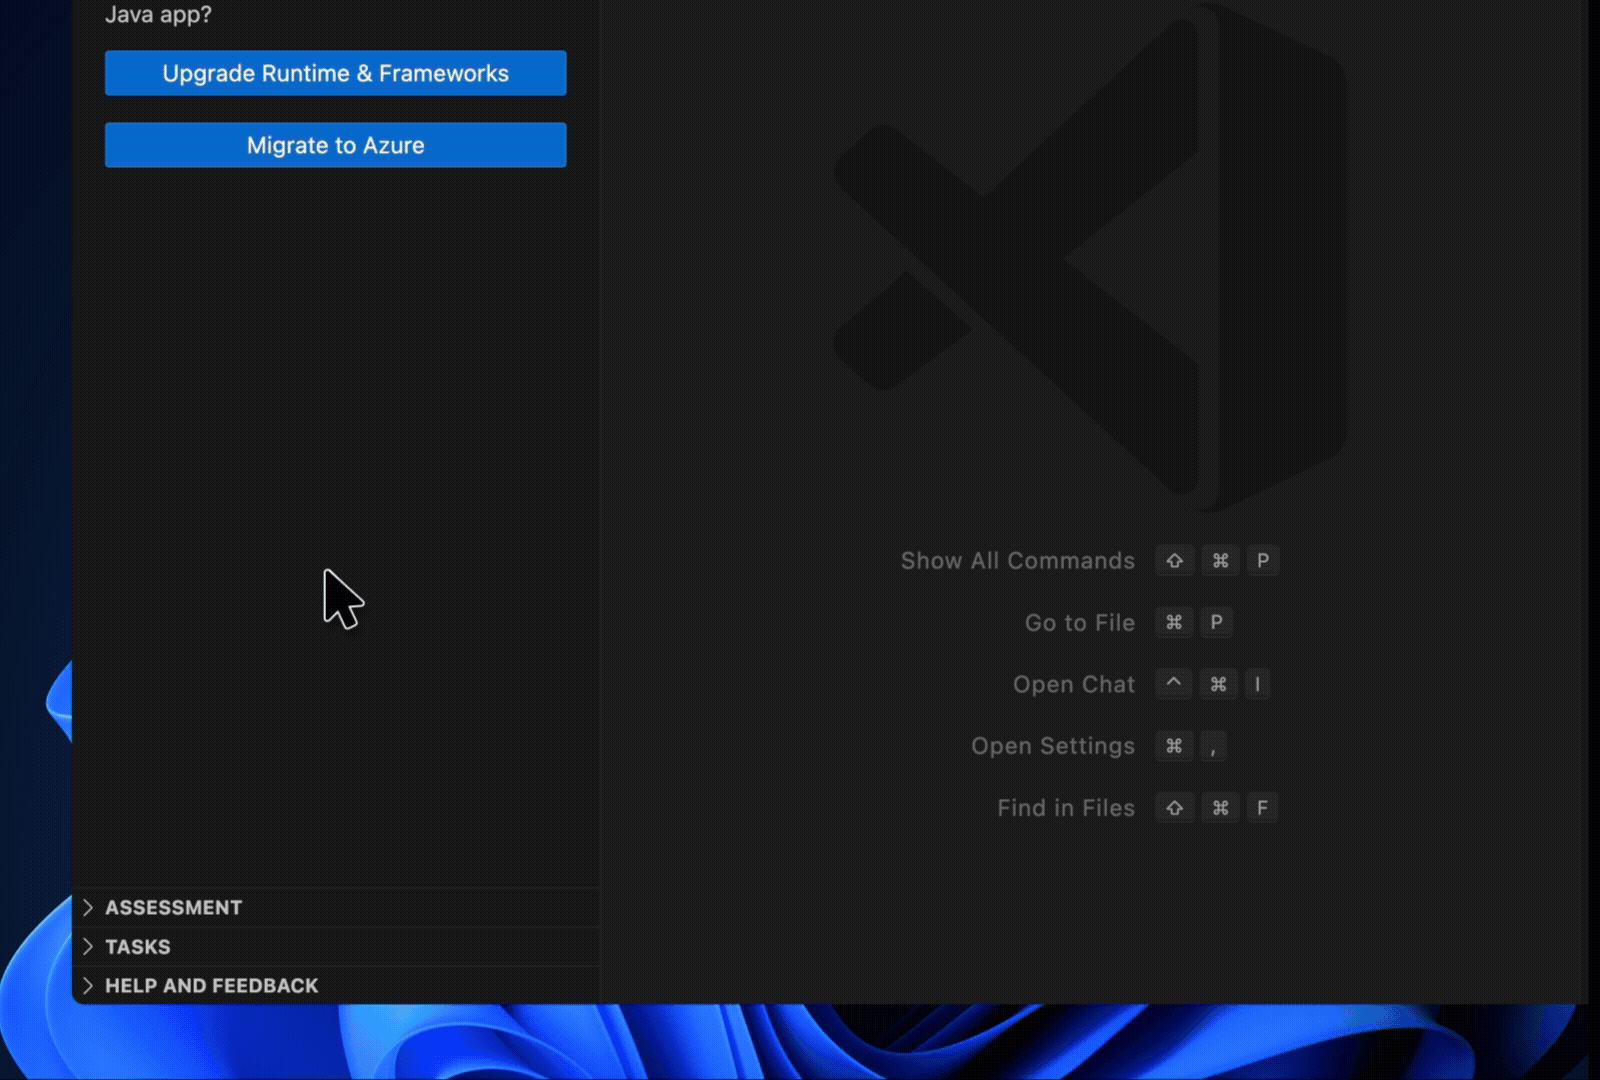 Java app?
Upgrade Runtime & Frameworks
Migrate to Azure
Show All Commands ⇧ ⌘ P
Go to File ⌘ P
Open Chat ^ ⌘ I
Open Settings ⌘ ,
Find in Files ⇧ ⌘ F
ASSESSMENT
TASKS
HELP AND FEEDBACK